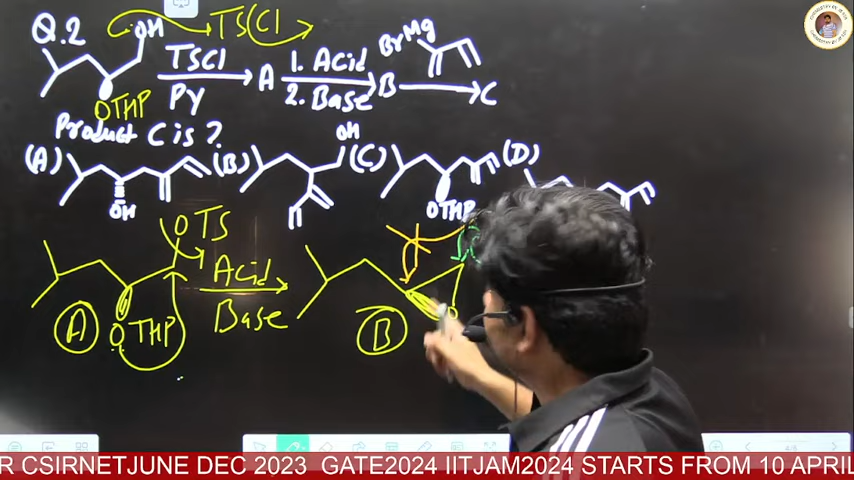 Q.2
OH
TS(Cl
TSCl
Py
A
1. Acid
2. Base
B
BrMg
C
OTHP
Product C is ?
(A)
OH
(B)
OH
(C)
OTHP
(D)
OTS
Acid
Base
A
OTHP
B
O
R CSIRNETJUNE DEC 2023 GATE2024 IITJAM2024 STARTS FROM 10 APRIL